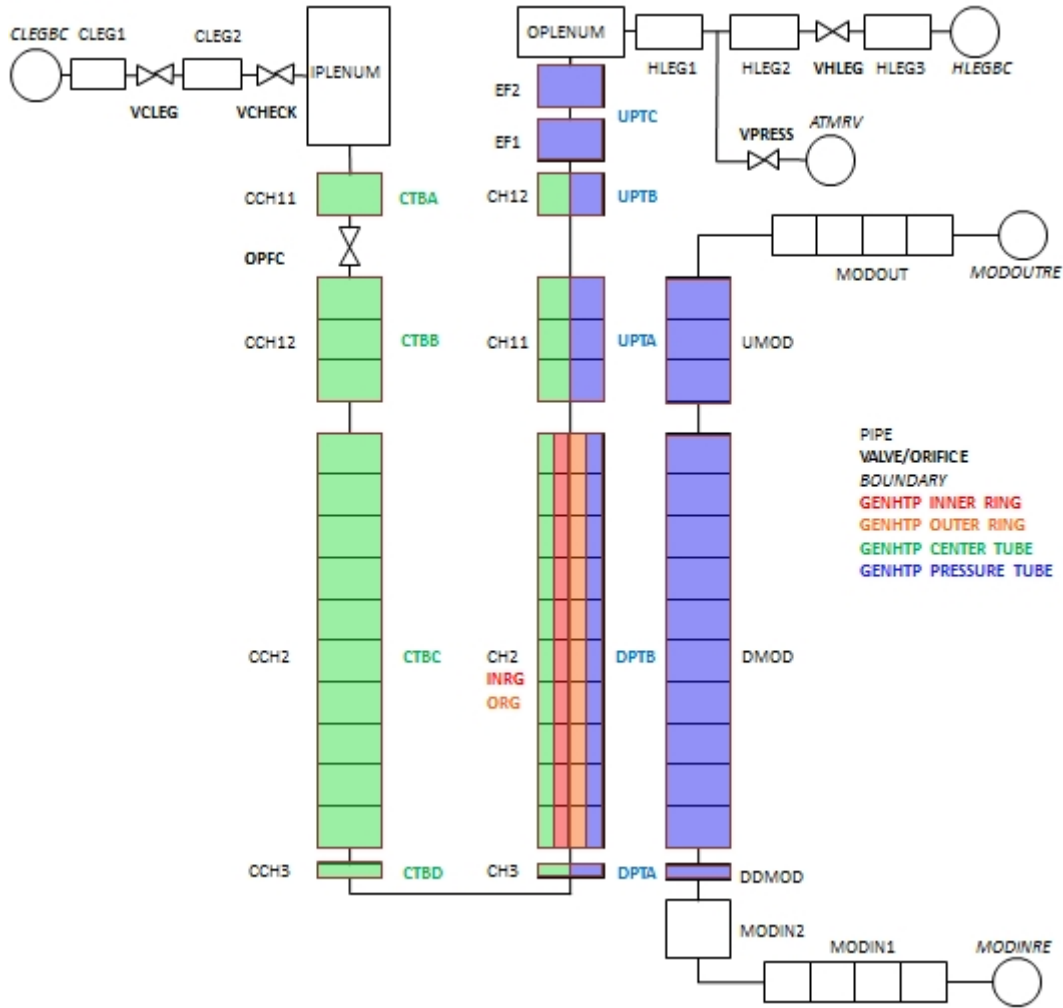 CLEGBC
CLEG1
CLEG2
VCLEG
VCHECK
IPLENUM
OPLENUM
HLEG1
HLEG2
VHLEG
HLEG3
HLEGBC
EF2
UPTC
EF1
VPRESS
ATMRV
CCH11
CTBA
CH12
UPTB
OPFC
MODOUT
MODOUTRE
CCH12
CTBB
CH11
UPTA
UMOD
PIPE
VALVE/ORIFICE
BOUNDARY
GENHTP INNER RING
GENHTP OUTER RING
GENHTP CENTER TUBE
GENHTP PRESSURE TUBE
CCH2
CTBC
CH2
INRG
ORG
DPTB
DMOD
CCH3
CTBD
CH3
DPTA
DDMOD
MODIN2
MODIN1
MODINRE